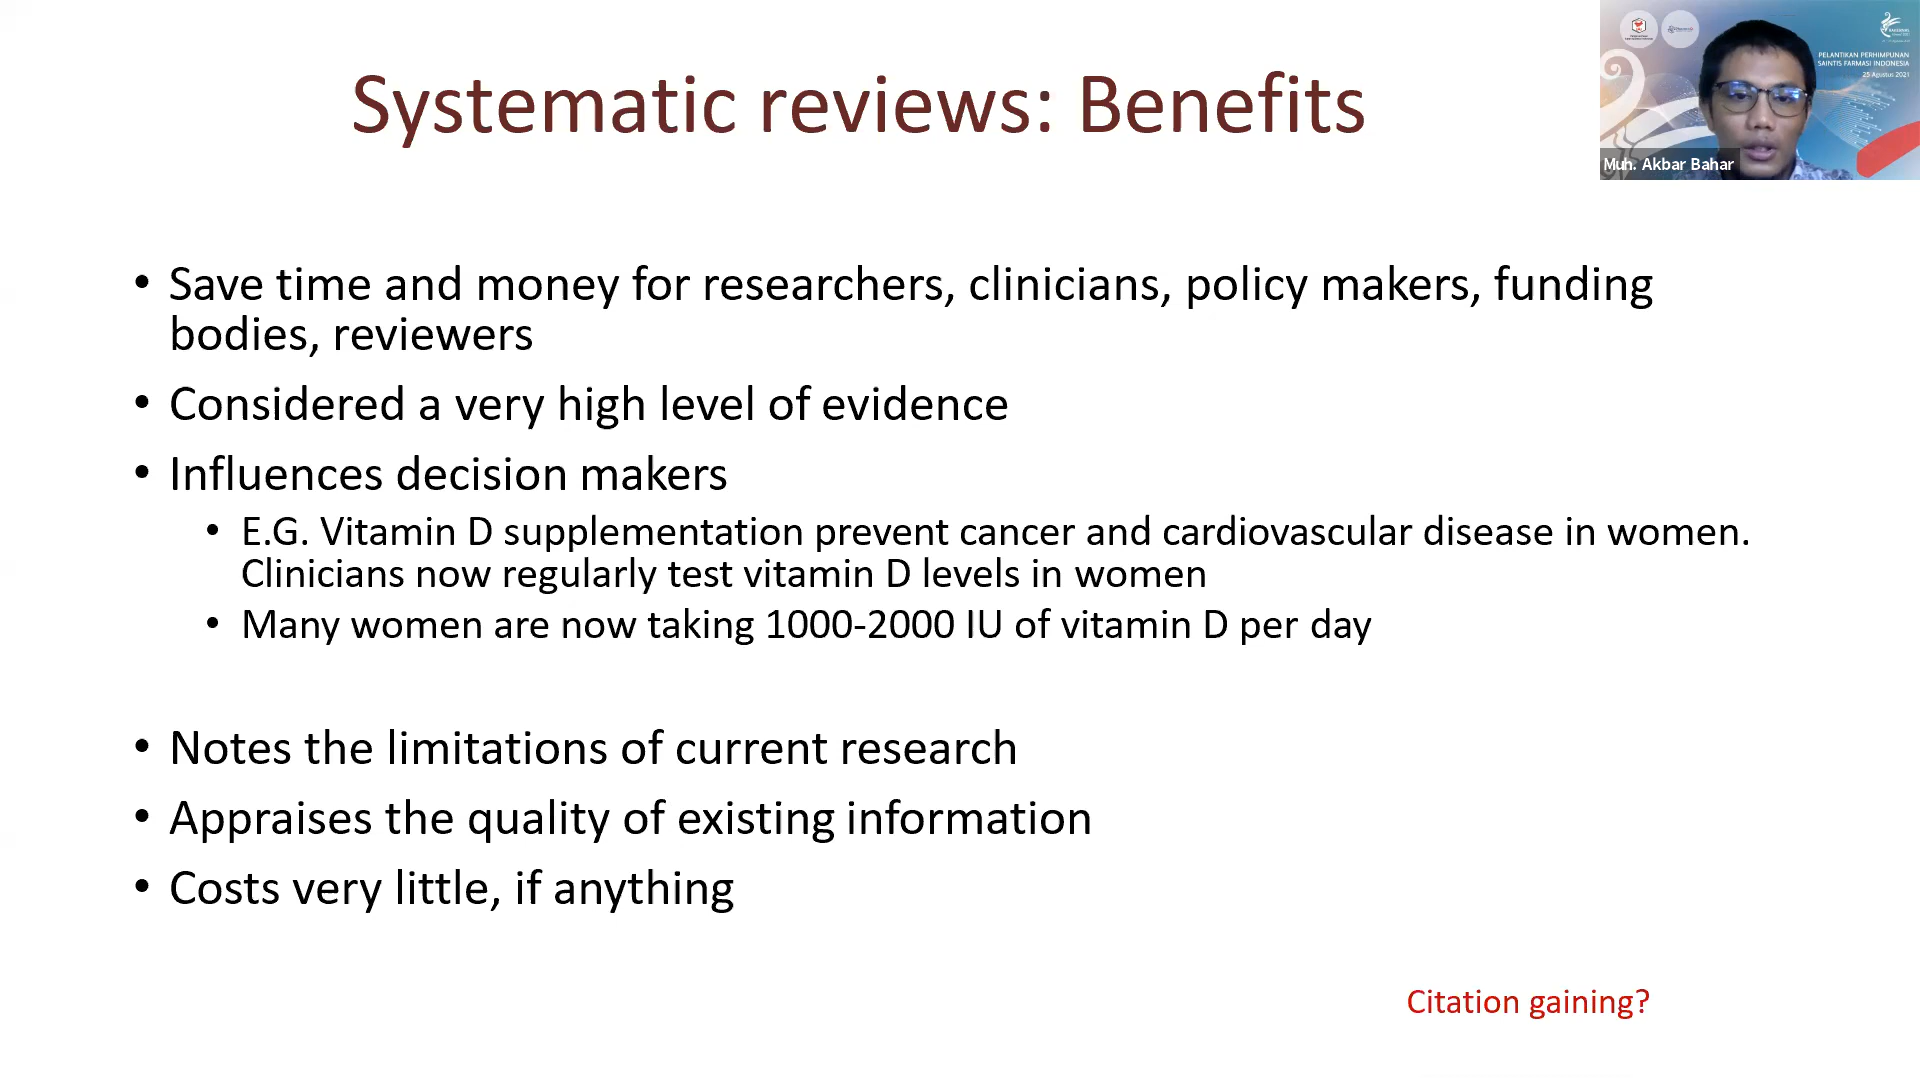 Systematic reviews: Benefits
PELANTIKAN PERHIMPUNAN
SAINTIS FARMASI INDONESIA
25 Agustus 2021
Muh. Akbar Bahar
• Save time and money for researchers, clinicians, policy makers, funding
bodies, reviewers
• Considered a very high level of evidence
• Influences decision makers
• E.G. Vitamin D supplementation prevent cancer and cardiovascular disease in women.
Clinicians now regularly test vitamin D levels in women
• Many women are now taking 1000-2000 IU of vitamin D per day
• Notes the limitations of current research
• Appraises the quality of existing information
• Costs very little, if anything
Citation gaining?